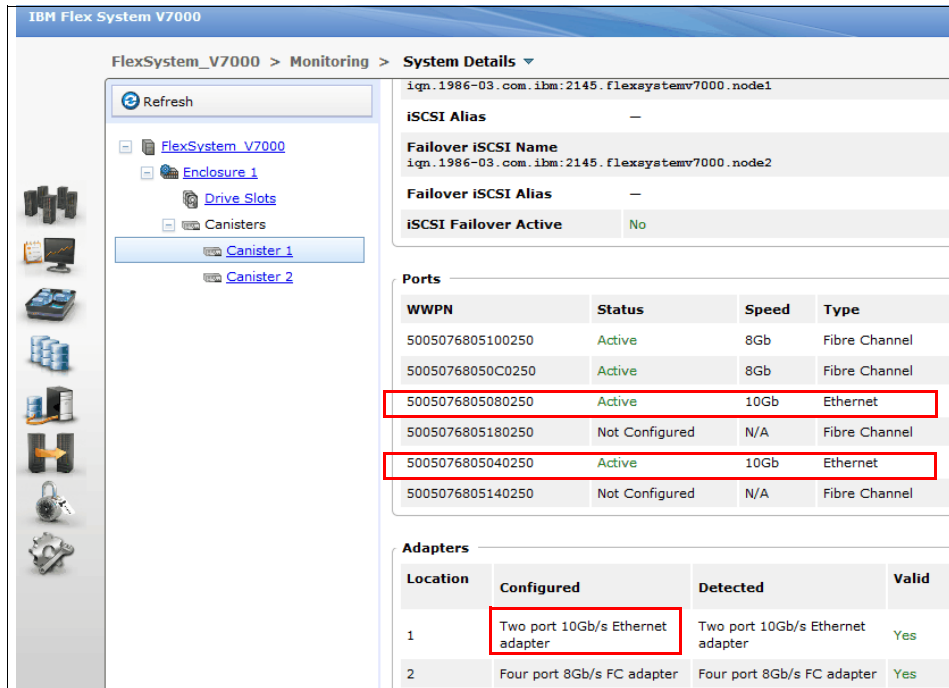 IBM Flex System V7000
FlexSystem_V7000 > Monitoring > System Details
Refresh
FlexSystem_V7000
Enclosure 1
Drive Slots
Canisters
Canister 1
Canister 2
iqn.1986-03.com.ibm:2145.flexsystemv7000.node1
iSCSI Alias –
Failover iSCSI Name
iqn.1986-03.com.ibm:2145.flexsystemv7000.node2
Failover iSCSI Alias –
iSCSI Failover Active No
Ports
WWPN Status Speed Type
5005076805100250 Active 8Gb Fibre Channel
50050768050C0250 Active 8Gb Fibre Channel
5005076805080250 Active 10Gb Ethernet
5005076805180250 Not Configured N/A Fibre Channel
5005076805040250 Active 10Gb Ethernet
5005076805140250 Not Configured N/A Fibre Channel
Adapters
Location Configured Detected Valid
1 Two port 10Gb/s Ethernet adapter Two port 10Gb/s Ethernet adapter Yes
2 Four port 8Gb/s FC adapter Four port 8Gb/s FC adapter Yes